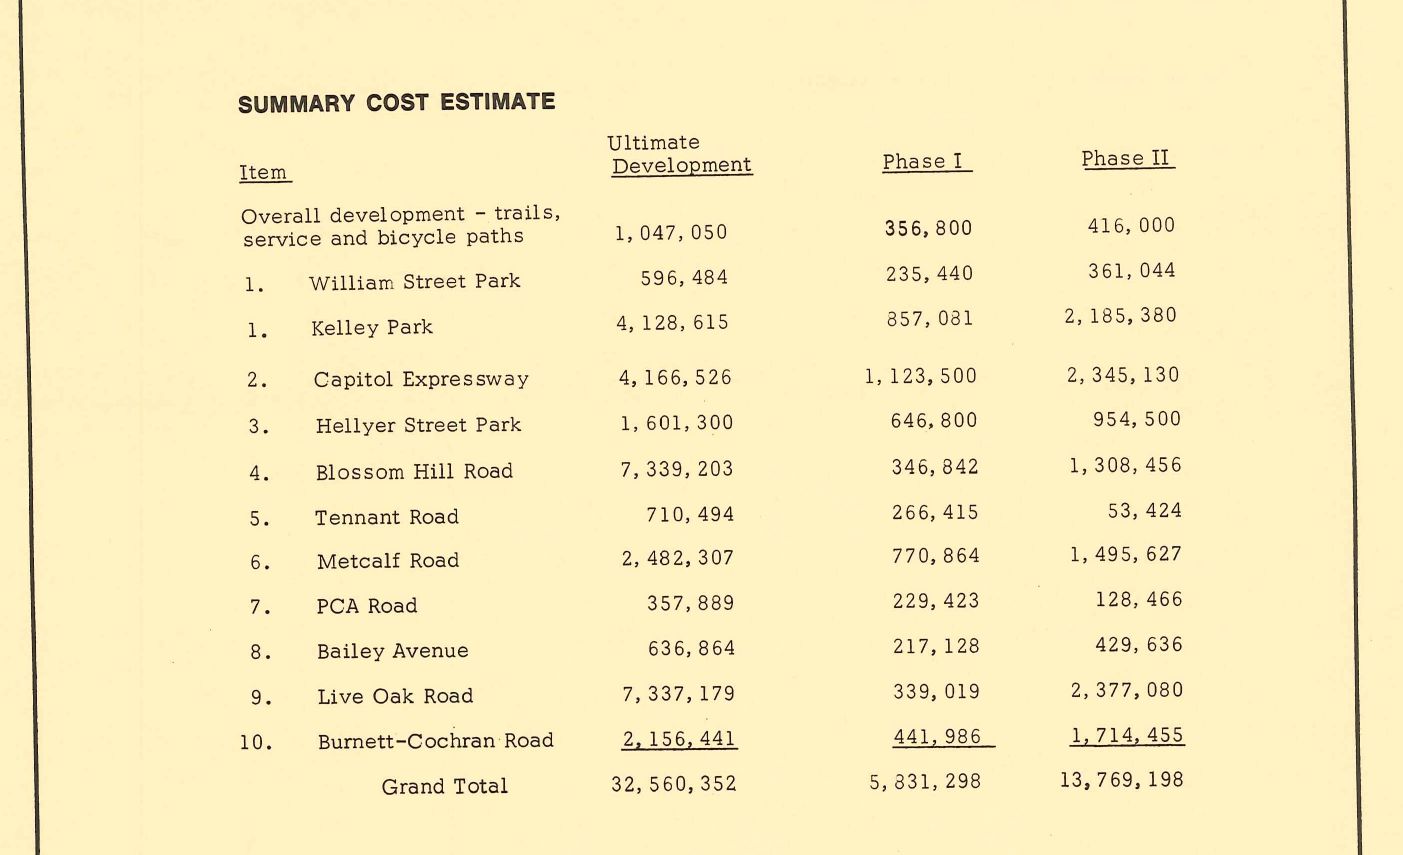 SUMMARY COST ESTIMATE
Ultimate
Item Development Phase I Phase II
Overall development - trails,
service and bicycle paths 1,047,050 356,800 416,000
1. William Street Park 596,484 235,440 361,044
1. Kelley Park 4,128,615 857,081 2,185,380
2. Capitol Expressway 4,166,526 1,123,500 2,345,130
3. Hellyer Street Park 1,601,300 646,800 954,500
4. Blossom Hill Road 7,339,203 346,842 1,308,456
5. Tennant Road 710,494 266,415 53,424
6. Metcalf Road 2,482,307 770,864 1,495,627
7. PCA Road 357,889 229,423 128,466
8. Bailey Avenue 636,864 217,128 429,636
9. Live Oak Road 7,337,179 339,019 2,377,080
10. Burnett-Cochran Road 2,156,441 441,986 1,714,455
Grand Total 32,560,352 5,831,298 13,769,198